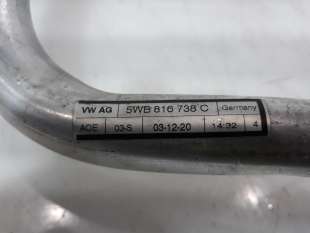 VW AG 5WB 816 738 C Germany
AOE 03-S 03-12-20 14:32 4